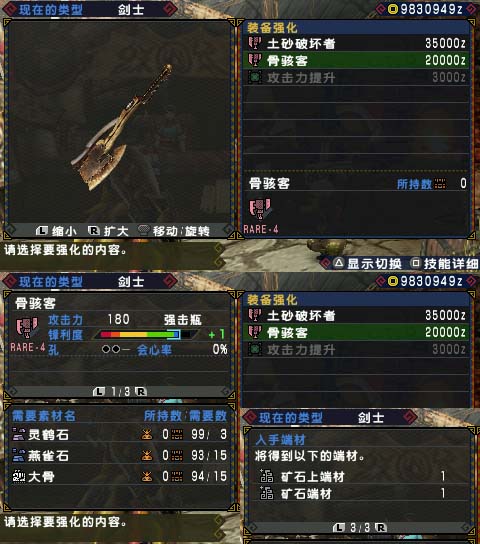 现在的类型 剑士
9830949z
装备强化
土砂破坏者 35000z
骨骸客 20000z
攻击力提升 3000z
骨骸客 所持数 0
RARE-4
L 缩小 R 扩大 移动/旋转
请选择要强化的内容。
△显示切换 □技能详细
现在的类型 剑士
9830949z
骨骸客
攻击力 180 强击瓶
锋利度 +1
RARE-4
孔 ○○— 会心率 0%
L 1/3 R
装备强化
土砂破坏者 35000z
骨骸客 20000z
攻击力提升 3000z
需要素材名 所持数/需要数
灵鹤石 0 99/ 3
燕雀石 0 93/15
大骨 0 94/15
请选择要强化的内容。
现在的类型 剑士
入手端材
将得到以下的端材。
矿石上端材 1
矿石端材 1
L 3/3 R